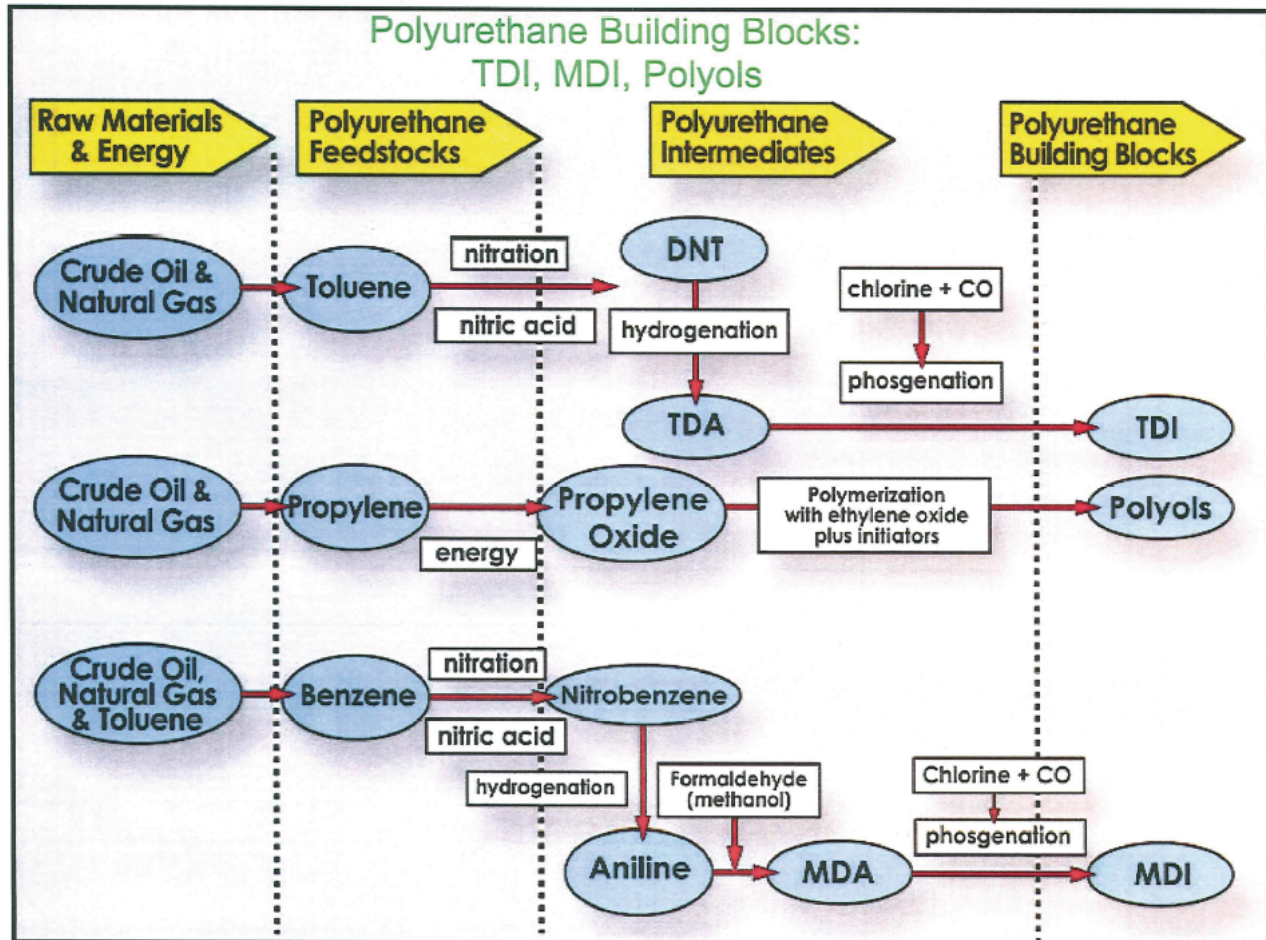 Polyurethane Building Blocks:
TDI, MDI, Polyols
Raw Materials
& Energy
Polyurethane
Feedstocks
Polyurethane
Intermediates
Polyurethane
Building Blocks
Crude Oil &
Natural Gas
Toluene
nitration
nitric acid
DNT
hydrogenation
TDA
chlorine + CO
phosgenation
TDI
Crude Oil &
Natural Gas
Propylene
energy
Propylene
Oxide
Polymerization
with ethylene oxide
plus initiators
Polyols
Crude Oil,
Natural Gas
& Toluene
Benzene
nitration
nitric acid
Nitrobenzene
hydrogenation
Aniline
Formaldehyde
(methanol)
MDA
Chlorine + CO
phosgenation
MDI